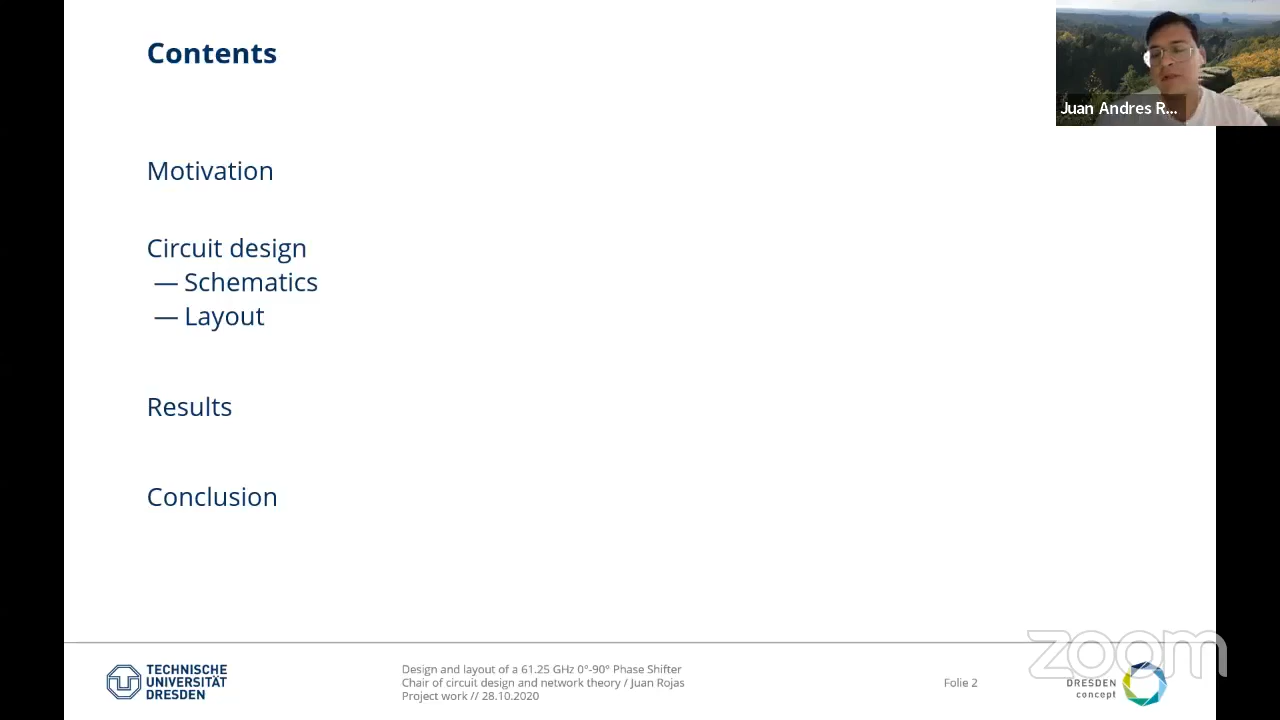 Contents
Juan Andres R...
Motivation
Circuit design
— Schematics
— Layout
Results
Conclusion
zoom
TECHNISCHE
UNIVERSITÄT
DRESDEN
Design and layout of a 61.25 GHz 0°-90° Phase Shifter
Chair of circuit design and network theory / Juan Rojas
Project work // 28.10.2020
Folie 2
DRESDEN
concept